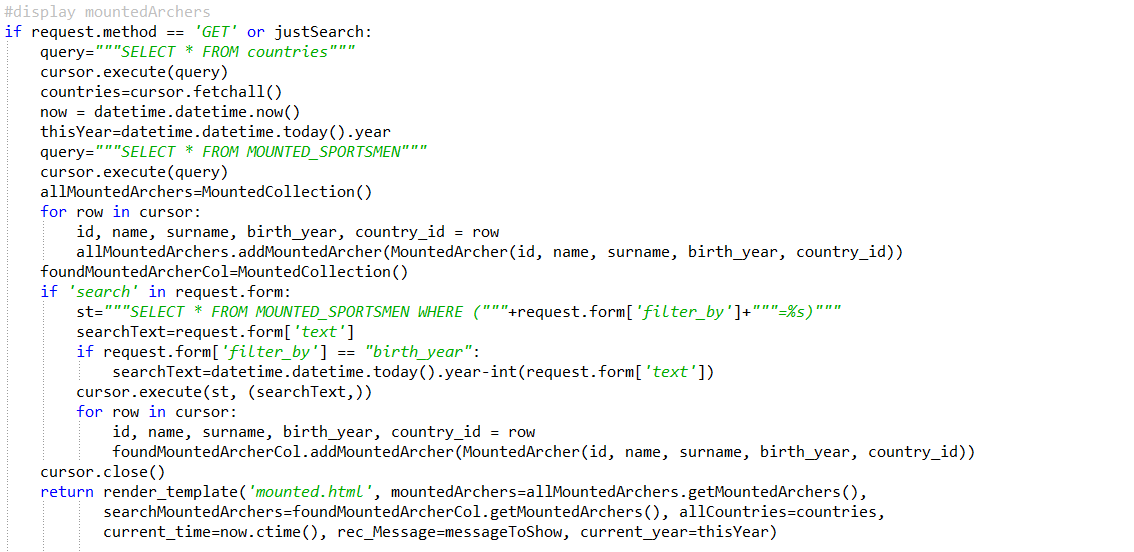 #display mountedArchers
if request.method == 'GET' or justSearch:
    query="""SELECT * FROM countries"""
    cursor.execute(query)
    countries=cursor.fetchall()
    now = datetime.datetime.now()
    thisYear=datetime.datetime.today().year
    query="""SELECT * FROM MOUNTED_SPORTSMEN"""
    cursor.execute(query)
    allMountedArchers=MountedCollection()
    for row in cursor:
        id, name, surname, birth_year, country_id = row
        allMountedArchers.addMountedArcher(MountedArcher(id, name, surname, birth_year, country_id))
    foundMountedArcherCol=MountedCollection()
    if 'search' in request.form:
        st="""SELECT * FROM MOUNTED_SPORTSMEN WHERE ("""+request.form['filter_by']+"""=%s)"""
        searchText=request.form['text']
        if request.form['filter_by'] == "birth_year":
            searchText=datetime.datetime.today().year-int(request.form['text'])
        cursor.execute(st, (searchText,))
        for row in cursor:
            id, name, surname, birth_year, country_id = row
            foundMountedArcherCol.addMountedArcher(MountedArcher(id, name, surname, birth_year, country_id))
    cursor.close()
    return render_template('mounted.html', mountedArchers=allMountedArchers.getMountedArchers(),
           searchMountedArchers=foundMountedArcherCol.getMountedArchers(), allCountries=countries,
           current_time=now.ctime(), rec_Message=messageToShow, current_year=thisYear)